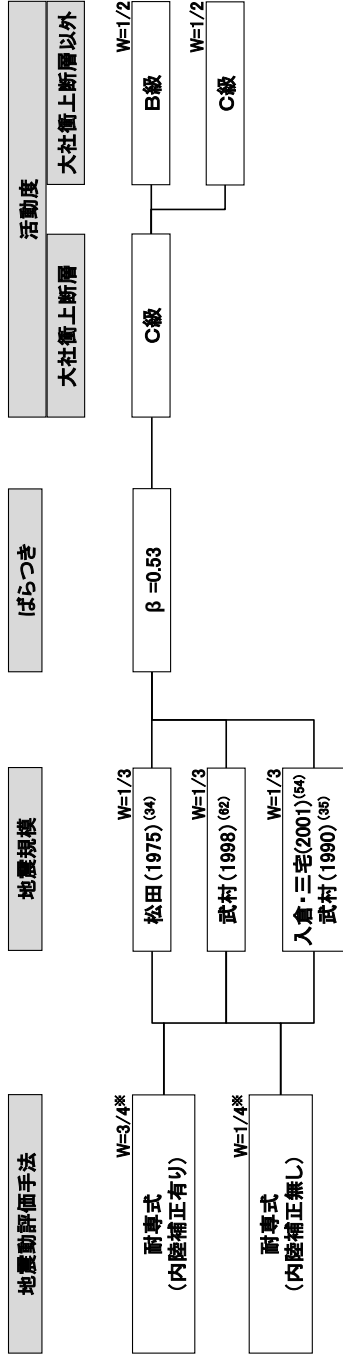 地震動評価手法
地震規模
ばらつき
活動度
大社衝上断層
大社衝上断層以外
W=3/4※
耐専式
(内陸補正有り)
W=1/4※
耐専式
(内陸補正無し)
W=1/3
松田(1975)(34)
W=1/3
武村(1998)(62)
W=1/3
入倉・三宅(2001)(54)
武村(1990)(35)
β=0.53
C級
W=1/2
B級
W=1/2
C級